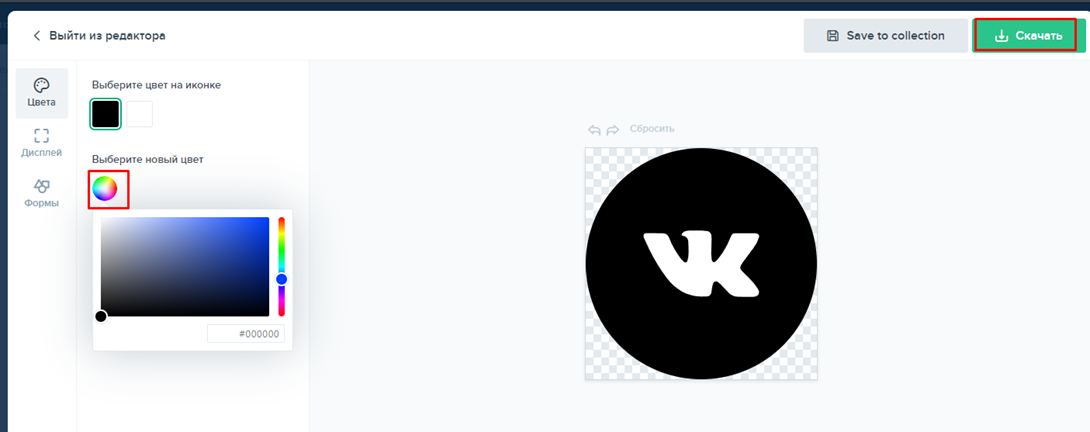 Выйти из редактора
Save to collection
Скачать
Цвета
Дисплей
Формы
Выберите цвет на иконке
Выберите новый цвет
#000000
Сбросить